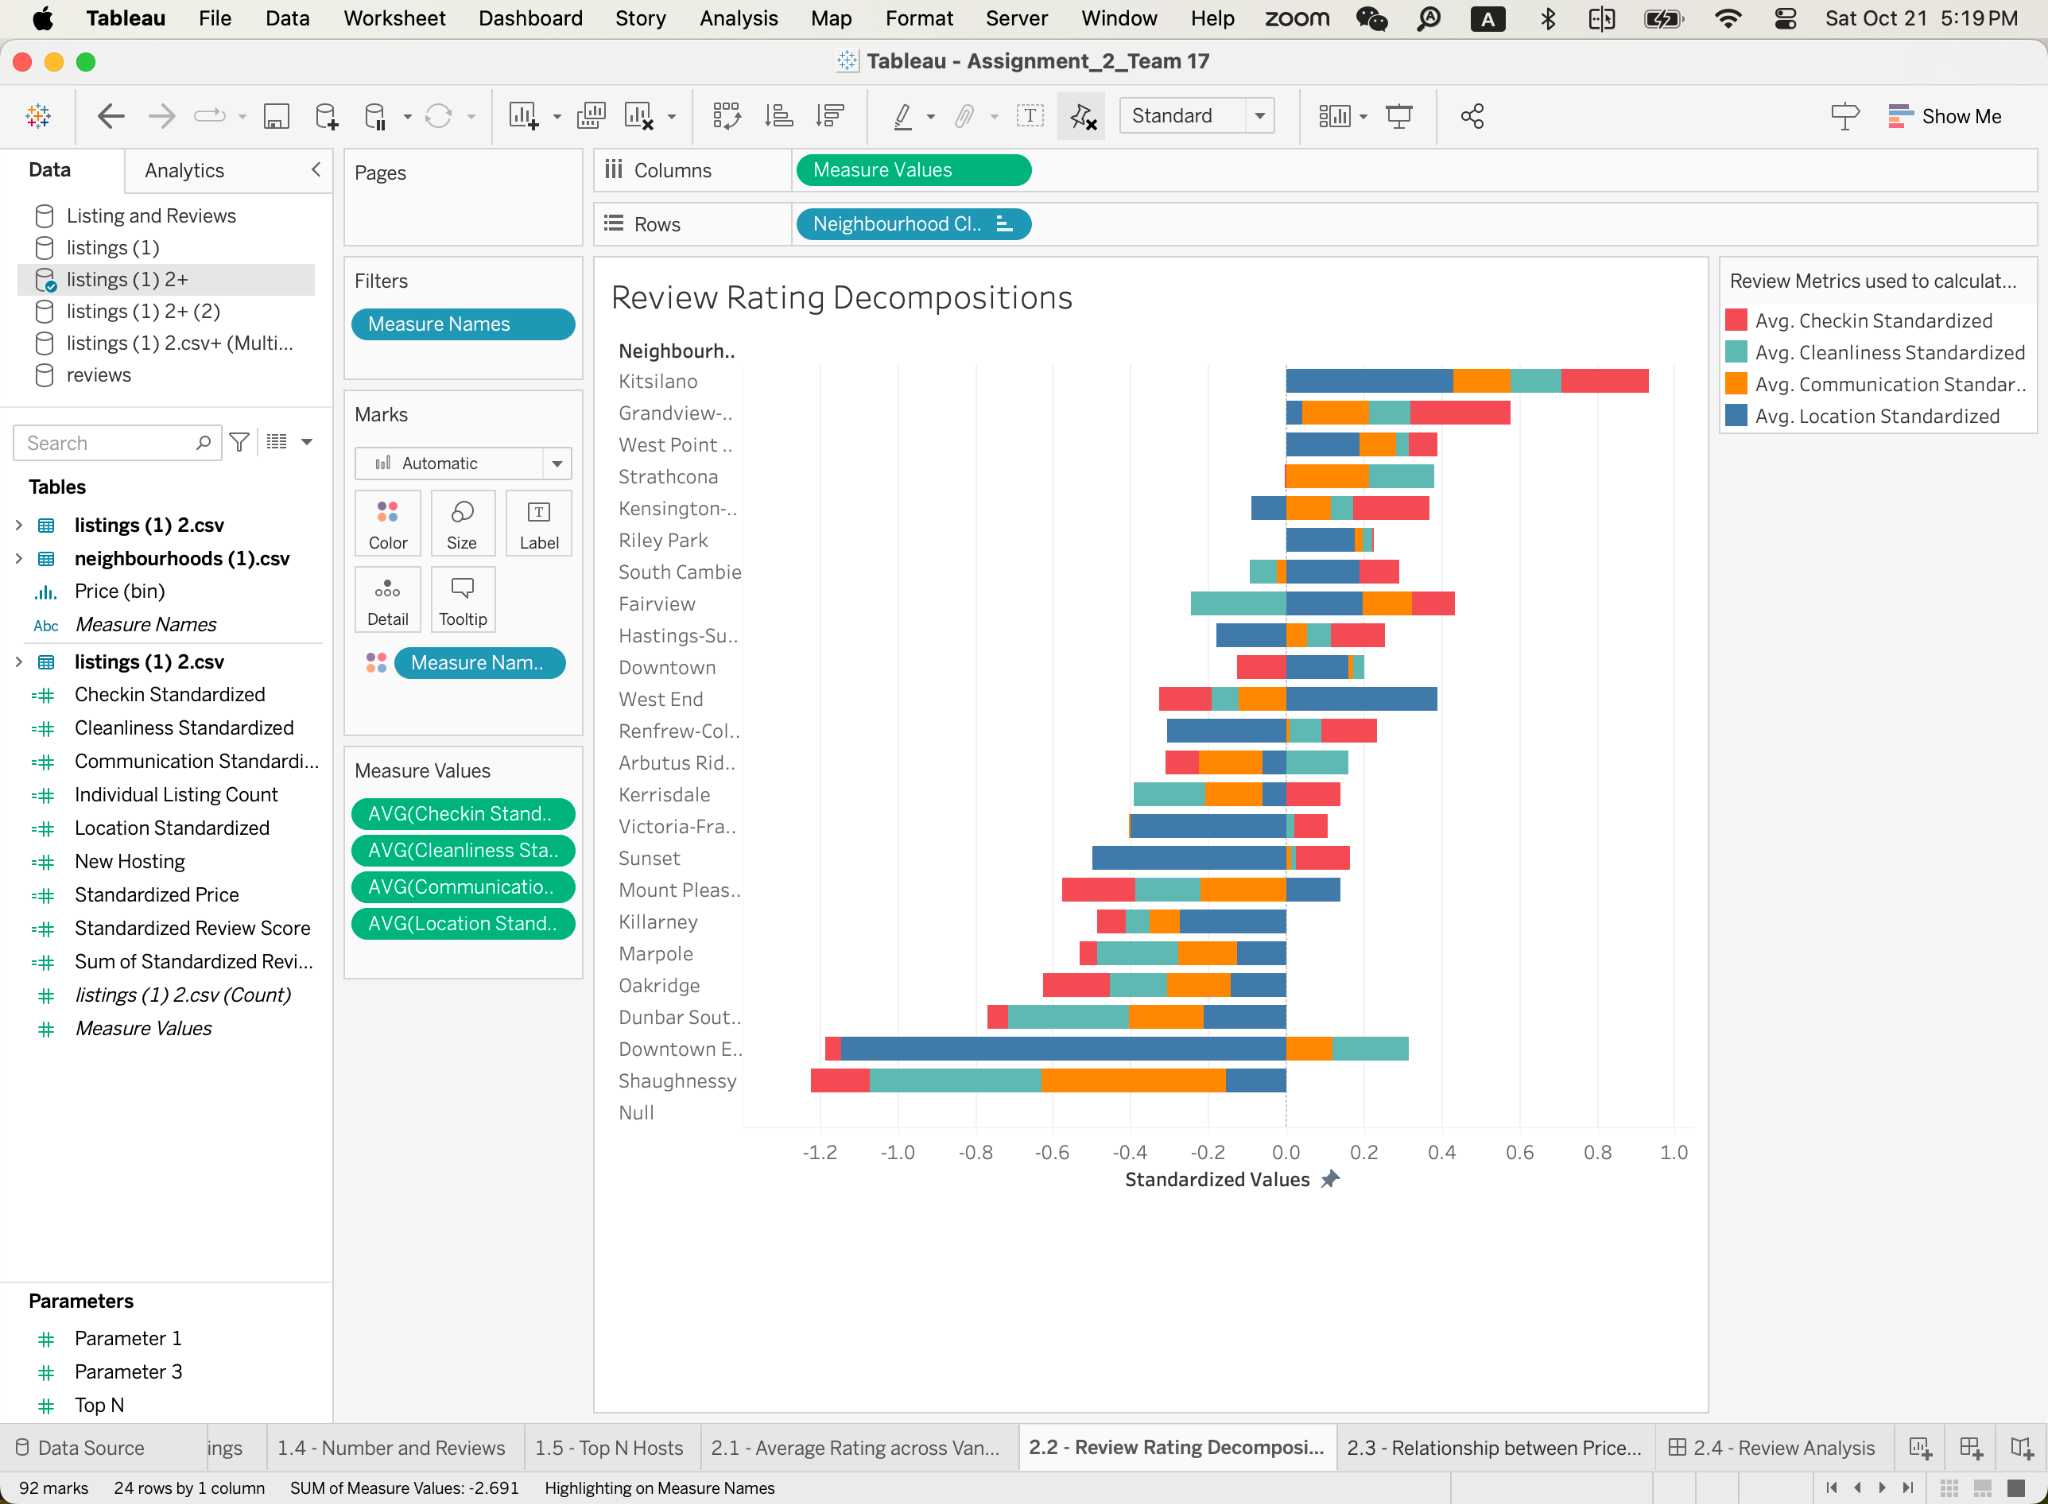 Tableau File Data Worksheet Dashboard Story Analysis Map Format Server Window Help zoom A Sat Oct 21 5:19 PM
Tableau - Assignment_2_Team 17
Standard
Show Me
Data
Analytics
Listing and Reviews
listings (1)
listings (1) 2+
listings (1) 2+ (2)
listings (1) 2.csv+ (Multi...
reviews
Search
Tables
listings (1) 2.csv
neighbourhoods (1).csv
Price (bin)
Abc Measure Names
listings (1) 2.csv
Checkin Standardized
Cleanliness Standardized
Communication Standardi...
Individual Listing Count
Location Standardized
New Hosting
Standardized Price
Standardized Review Score
Sum of Standardized Revi...
listings (1) 2.csv (Count)
Measure Values
Parameters
Parameter 1
Parameter 3
Top N
Pages
Filters
Measure Names
Marks
Automatic
Color
Size
Label
Detail
Tooltip
Measure Nam..
Measure Values
AVG(Checkin Stand..
AVG(Cleanliness Sta..
AVG(Communicatio..
AVG(Location Stand..
Columns
Measure Values
Rows
Neighbourhood Cl..
Review Rating Decompositions
Neighbourh..
Kitsilano
Grandview-..
West Point ..
Strathcona
Kensington-..
Riley Park
South Cambie
Fairview
Hastings-Su..
Downtown
West End
Renfrew-Col..
Arbutus Rid..
Kerrisdale
Victoria-Fra..
Sunset
Mount Pleas..
Killarney
Marpole
Oakridge
Dunbar Sout..
Downtown E..
Shaughnessy
Null
-1.2 -1.0 -0.8 -0.6 -0.4 -0.2 0.0 0.2 0.4 0.6 0.8 1.0
Standardized Values
Review Metrics used to calculat...
Avg. Checkin Standardized
Avg. Cleanliness Standardized
Avg. Communication Standar..
Avg. Location Standardized
Data Source
ings
1.4 - Number and Reviews
1.5 - Top N Hosts
2.1 - Average Rating across Van...
2.2 - Review Rating Decomposi...
2.3 - Relationship between Price...
2.4 - Review Analysis
92 marks
24 rows by 1 column
SUM of Measure Values: -2.691
Highlighting on Measure Names